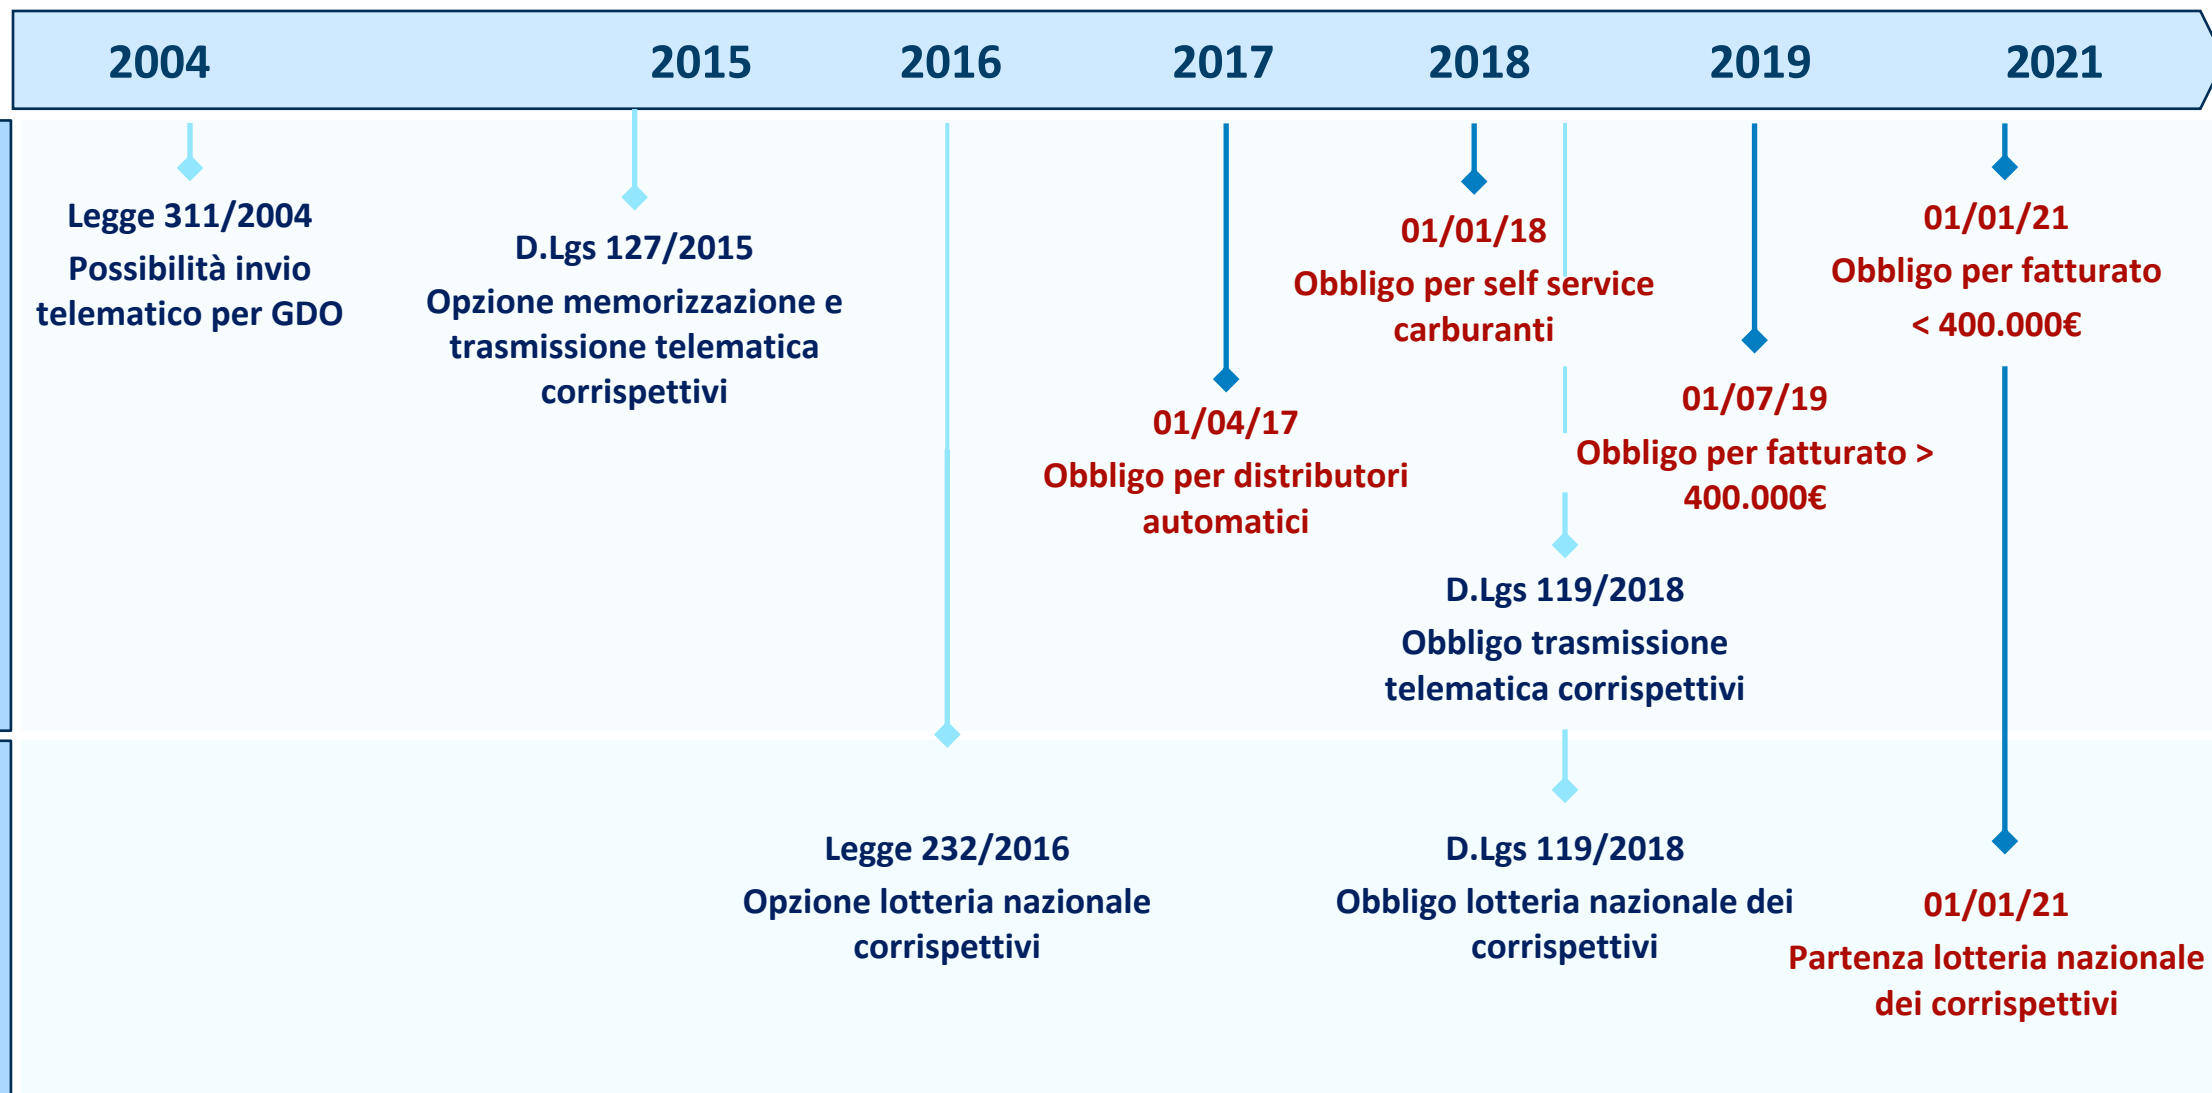 2004
2015
2016
2017
2018
2019
2021
Legge 311/2004
Possibilità invio
telematico per GDO
D.Lgs 127/2015
Opzione memorizzazione e
trasmissione telematica
corrispettivi
01/04/17
Obbligo per distributori
automatici
01/01/18
Obbligo per self service
carburanti
01/07/19
Obbligo per fatturato >
400.000€
01/01/21
Obbligo per fatturato
< 400.000€
D.Lgs 119/2018
Obbligo trasmissione
telematica corrispettivi
Legge 232/2016
Opzione lotteria nazionale
corrispettivi
D.Lgs 119/2018
Obbligo lotteria nazionale dei
corrispettivi
01/01/21
Partenza lotteria nazionale
dei corrispettivi